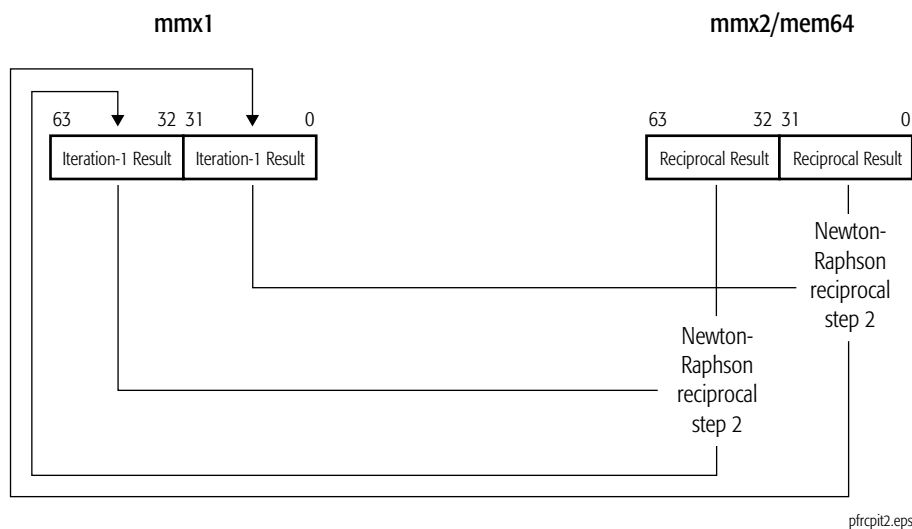 mmx1
mmx2/mem64
63 32 31 0
63 32 31 0
Iteration-1 Result Iteration-1 Result
Reciprocal Result Reciprocal Result
Newton-
Raphson
reciprocal
step 2
Newton-
Raphson
reciprocal
step 2
pfrcpit2.eps